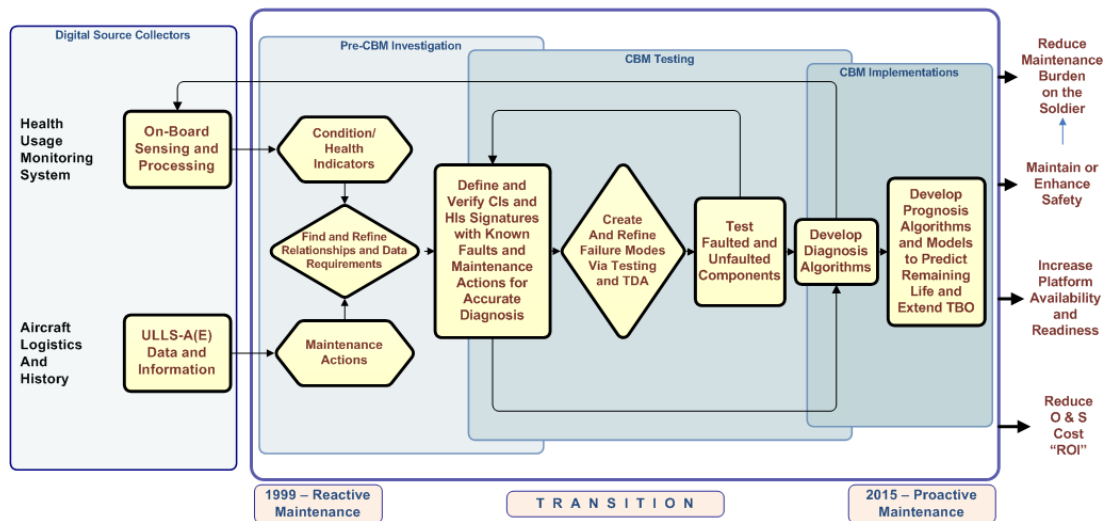 Digital Source Collectors
Health
Usage
Monitoring
System
On-Board
Sensing and
Processing
Aircraft
Logistics
And
History
ULLS-A(E)
Data and
Information
Pre-CBM Investigation
Condition/
Health
Indicators
Find and Refine
Relationships and Data
Requirements
Maintenance
Actions
CBM Testing
Define and
Verify CIs and
HIs Signatures
with Known
Faults and
Maintenance
Actions for
Accurate
Diagnosis
Create
And Refine
Failure Modes
Via Testing
and TDA
Test
Faulted and
Unfaulted
Components
CBM Implementations
Develop
Diagnosis
Algorithms
Develop
Prognosis
Algorithms
and Models
to Predict
Remaining
Life and
Extend TBO
Reduce
Maintenance
Burden
on the
Soldier
Maintain or
Enhance
Safety
Increase
Platform
Availability
and
Readiness
Reduce
O & S
Cost
“ROI”
1999 – Reactive
Maintenance
TRANSITION
2015 – Proactive
Maintenance